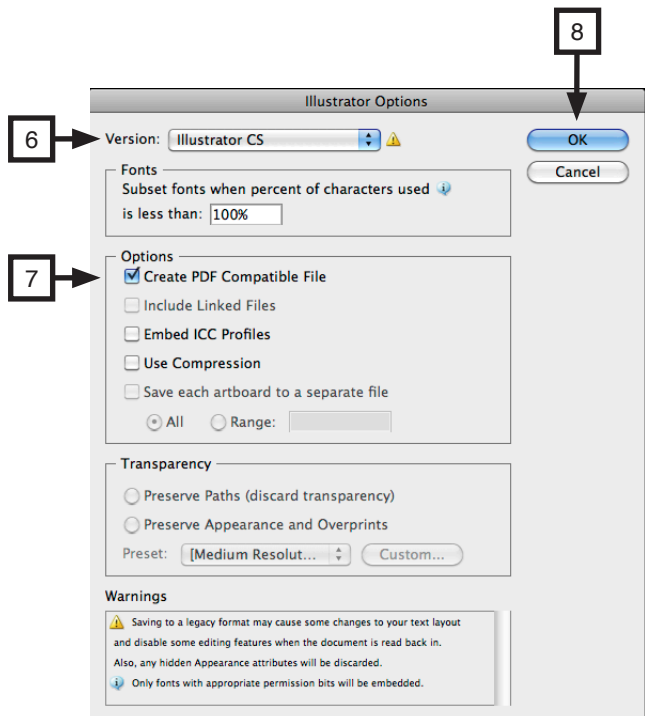 8
Illustrator Options
6
Version: Illustrator CS
OK
Cancel
Fonts
Subset fonts when percent of characters used
is less than: 100%
Options
7
Create PDF Compatible File
Include Linked Files
Embed ICC Profiles
Use Compression
Save each artboard to a separate file
All Range:
Transparency
Preserve Paths (discard transparency)
Preserve Appearance and Overprints
Preset: [Medium Resolut... Custom...
Warnings
Saving to a legacy format may cause some changes to your text layout
and disable some editing features when the document is read back in.
Also, any hidden Appearance attributes will be discarded.
Only fonts with appropriate permission bits will be embedded.